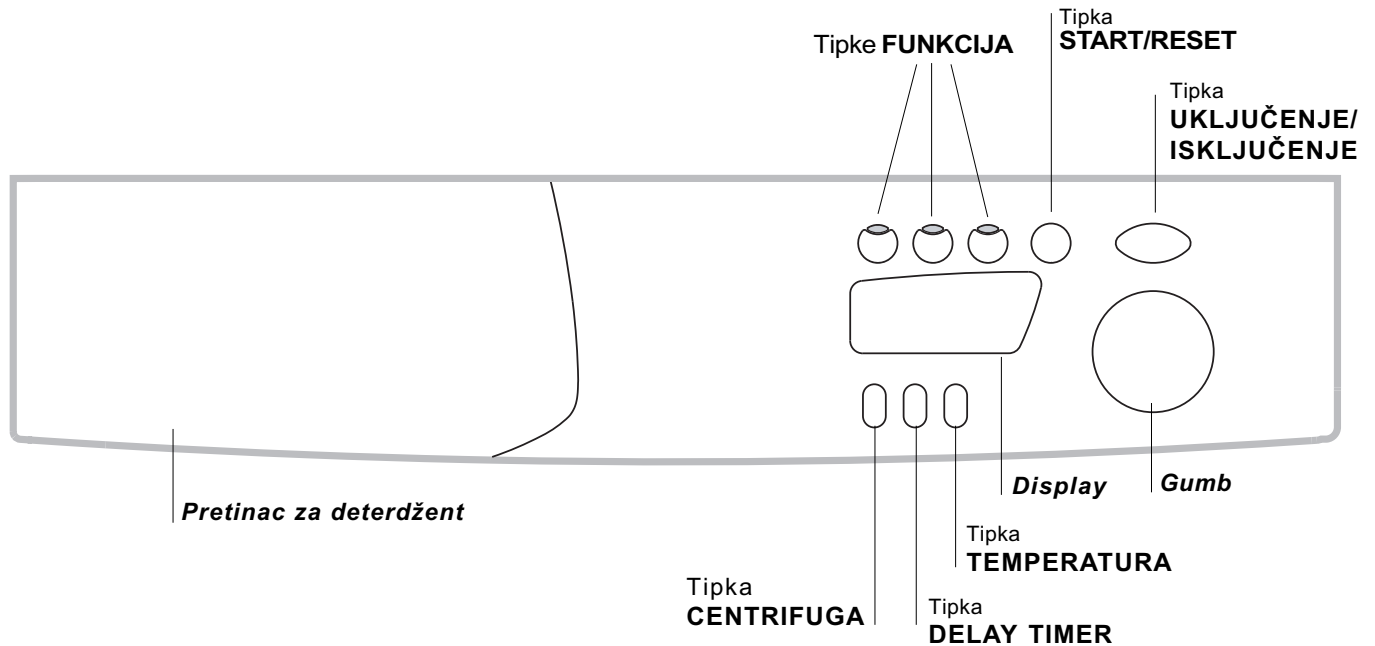 Tipke FUNKCIJA
Tipka
START/RESET
Tipka
UKLJUČENJE/
ISKLJUČENJE
Pretinac za deterdžent
Display
Gumb
Tipka
TEMPERATURA
Tipka
CENTRIFUGA
Tipka
DELAY TIMER